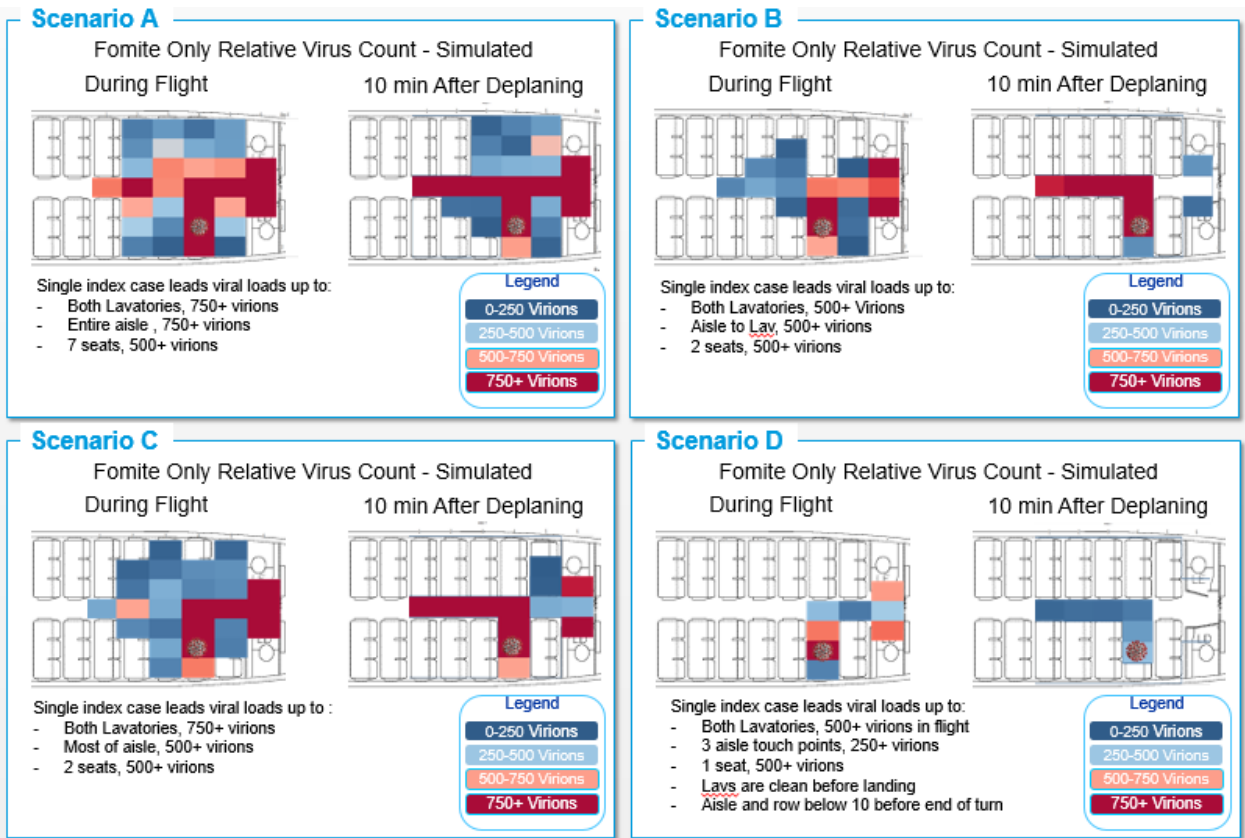 Scenario A
Fomite Only Relative Virus Count - Simulated
During Flight
10 min After Deplaning
Single index case leads viral loads up to:
- Both Lavatories, 750+ virions
- Entire aisle , 750+ virions
- 7 seats, 500+ virions
Legend
0-250 Virions
250-500 Virions
500-750 Virions
750+ Virions
Scenario B
Fomite Only Relative Virus Count - Simulated
During Flight
10 min After Deplaning
Single index case leads viral loads up to:
- Both Lavatories, 500+ Virions
- Aisle to Lav, 500+ virions
- 2 seats, 500+ virions
Legend
0-250 Virions
250-500 Virions
500-750 Virions
750+ Virions
Scenario C
Fomite Only Relative Virus Count - Simulated
During Flight
10 min After Deplaning
Single index case leads viral loads up to :
- Both Lavatories, 750+ virions
- Most of aisle, 500+ virions
- 2 seats, 500+ virions
Legend
0-250 Virions
250-500 Virions
500-750 Virions
750+ Virions
Scenario D
Fomite Only Relative Virus Count - Simulated
During Flight
10 min After Deplaning
Single index case leads viral loads up to:
- Both Lavatories, 500+ virions in flight
- 3 aisle touch points, 250+ virions
- 1 seat, 500+ virions
- Lavs are clean before landing
- Aisle and row below 10 before end of turn
Legend
0-250 Virions
250-500 Virions
500-750 Virions
750+ Virions